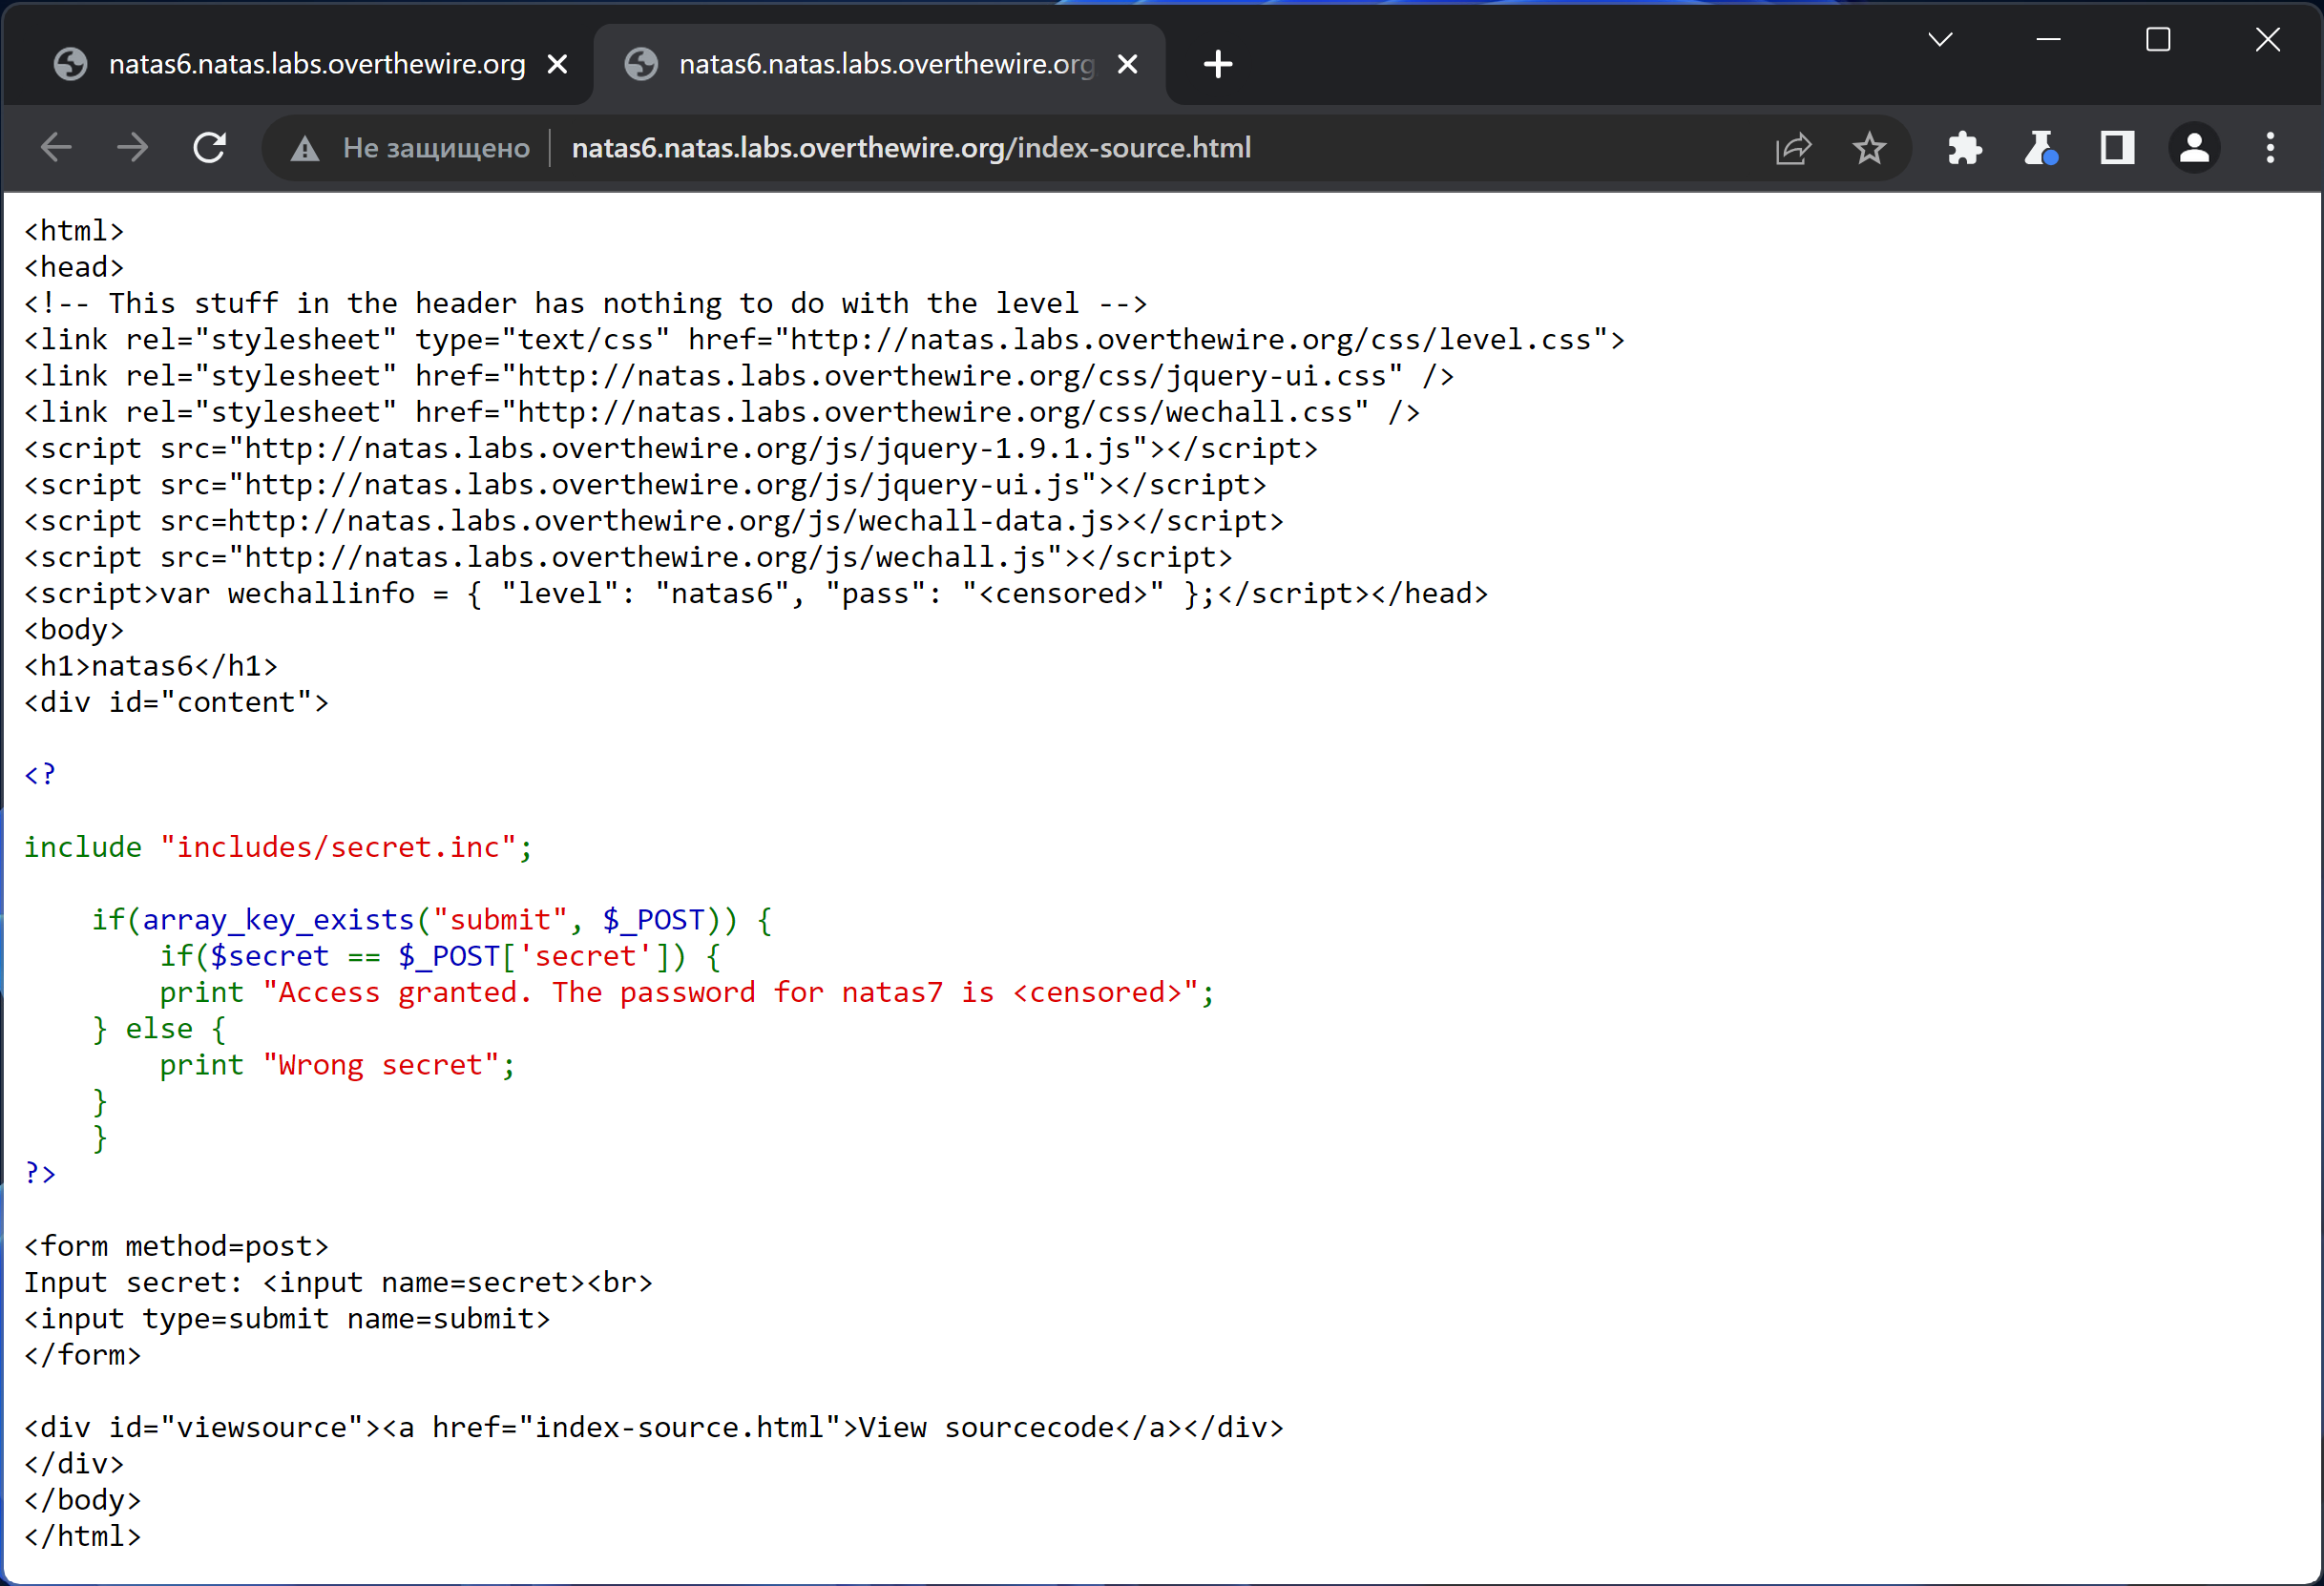 natas6.natas.labs.overthewire.org
natas6.natas.labs.overthewire.org
Не защищено
natas6.natas.labs.overthewire.org/index-source.html
<html>
<head>
<!-- This stuff in the header has nothing to do with the level -->
<link rel="stylesheet" type="text/css" href="http://natas.labs.overthewire.org/css/level.css">
<link rel="stylesheet" href="http://natas.labs.overthewire.org/css/jquery-ui.css" />
<link rel="stylesheet" href="http://natas.labs.overthewire.org/css/wechall.css" />
<script src="http://natas.labs.overthewire.org/js/jquery-1.9.1.js"></script>
<script src="http://natas.labs.overthewire.org/js/jquery-ui.js"></script>
<script src=http://natas.labs.overthewire.org/js/wechall-data.js></script>
<script src="http://natas.labs.overthewire.org/js/wechall.js"></script>
<script>var wechallinfo = { "level": "natas6", "pass": "<censored>" };</script></head>
<body>
<h1>natas6</h1>
<div id="content">
<?
include "includes/secret.inc";
    if(array_key_exists("submit", $_POST)) {
        if($secret == $_POST['secret']) {
        print "Access granted. The password for natas7 is <censored>";
    } else {
        print "Wrong secret";
    }
    }
?>
<form method=post>
Input secret: <input name=secret><br>
<input type=submit name=submit>
</form>
<div id="viewsource"><a href="index-source.html">View sourcecode</a></div>
</div>
</body>
</html>